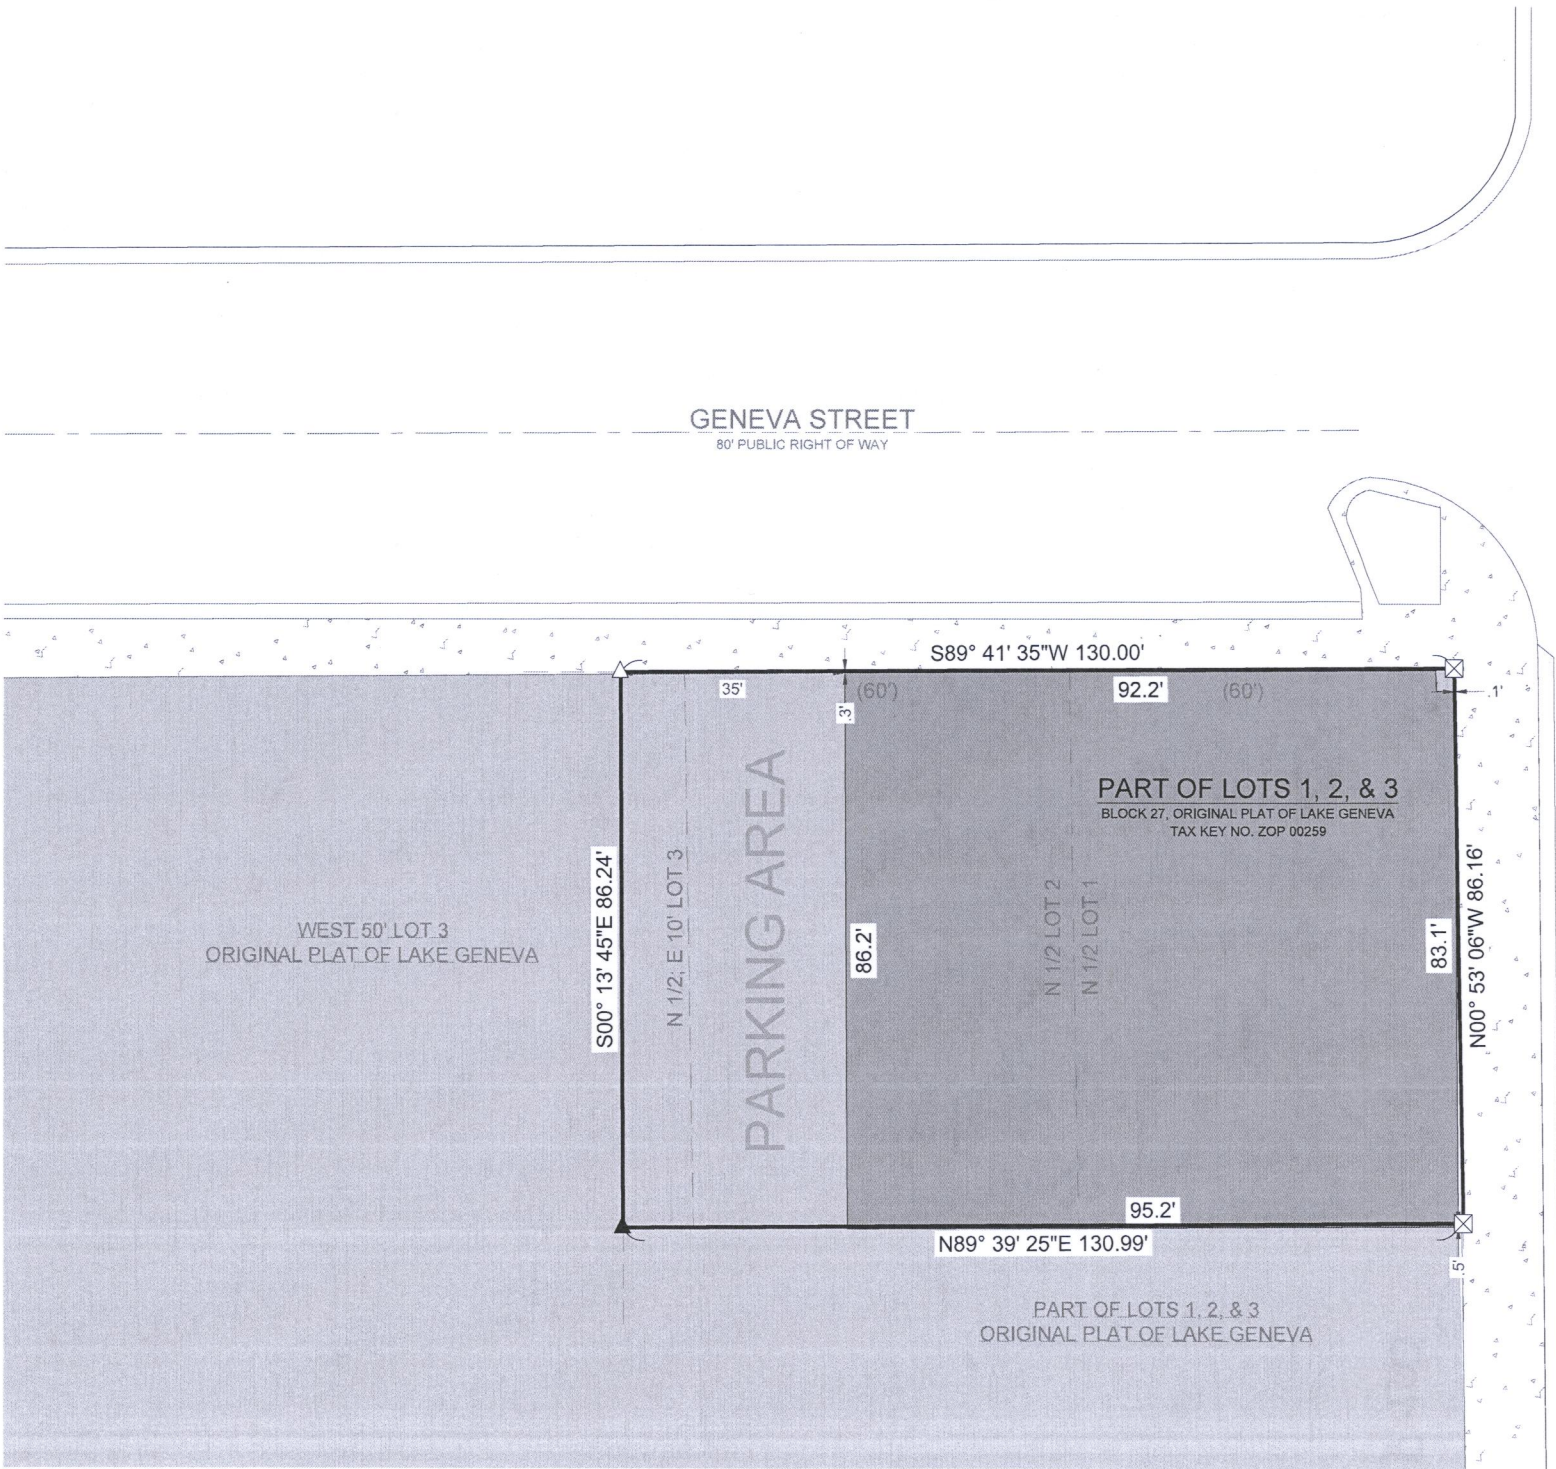 GENEVA STREET
80' PUBLIC RIGHT OF WAY
S89° 41' 35"W 130.00'
35'
(60')
92.2'
(60')
.1'
.3'
PARKING AREA
PART OF LOTS 1, 2, & 3
BLOCK 27, ORIGINAL PLAT OF LAKE GENEVA
TAX KEY NO. ZOP 00259
S00° 13' 45"E 86.24'
N 1/2; E 10' LOT 3
86.2'
N 1/2 LOT 2
N 1/2 LOT 1
83.1'
N00° 53' 06"W 86.16'
WEST 50' LOT 3
ORIGINAL PLAT OF LAKE GENEVA
95.2'
N89° 39' 25"E 130.99'
.5'
PART OF LOTS 1, 2, & 3
ORIGINAL PLAT OF LAKE GENEVA